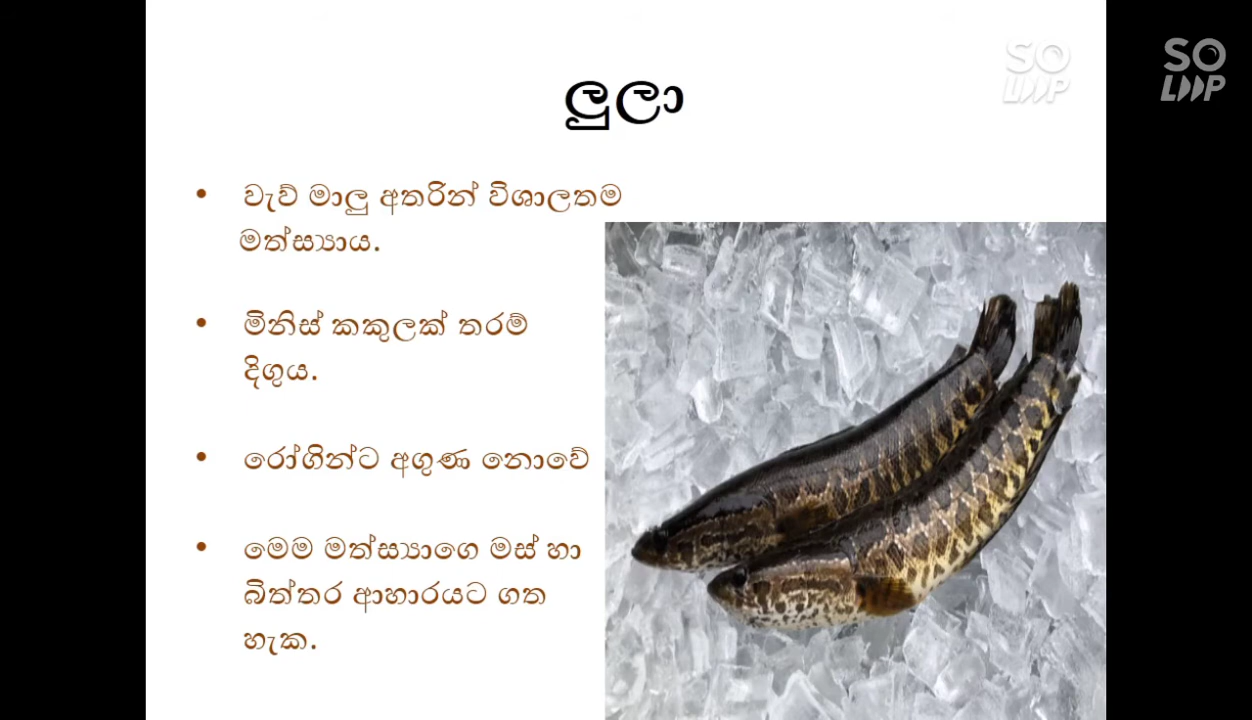 SO
LOOP
SO
LOOP
ලූලා
• වැව් මාලු අතරින් විශාලතම
මත්ස්‍යාය.
• මිනිස් කකුලක් තරම්
දිගුය.
• රෝගින්ට අගුණ නොවේ
• මෙම මත්ස්‍යාගෙ මස් හා
බිත්තර ආහාරයට ගත
හැක.